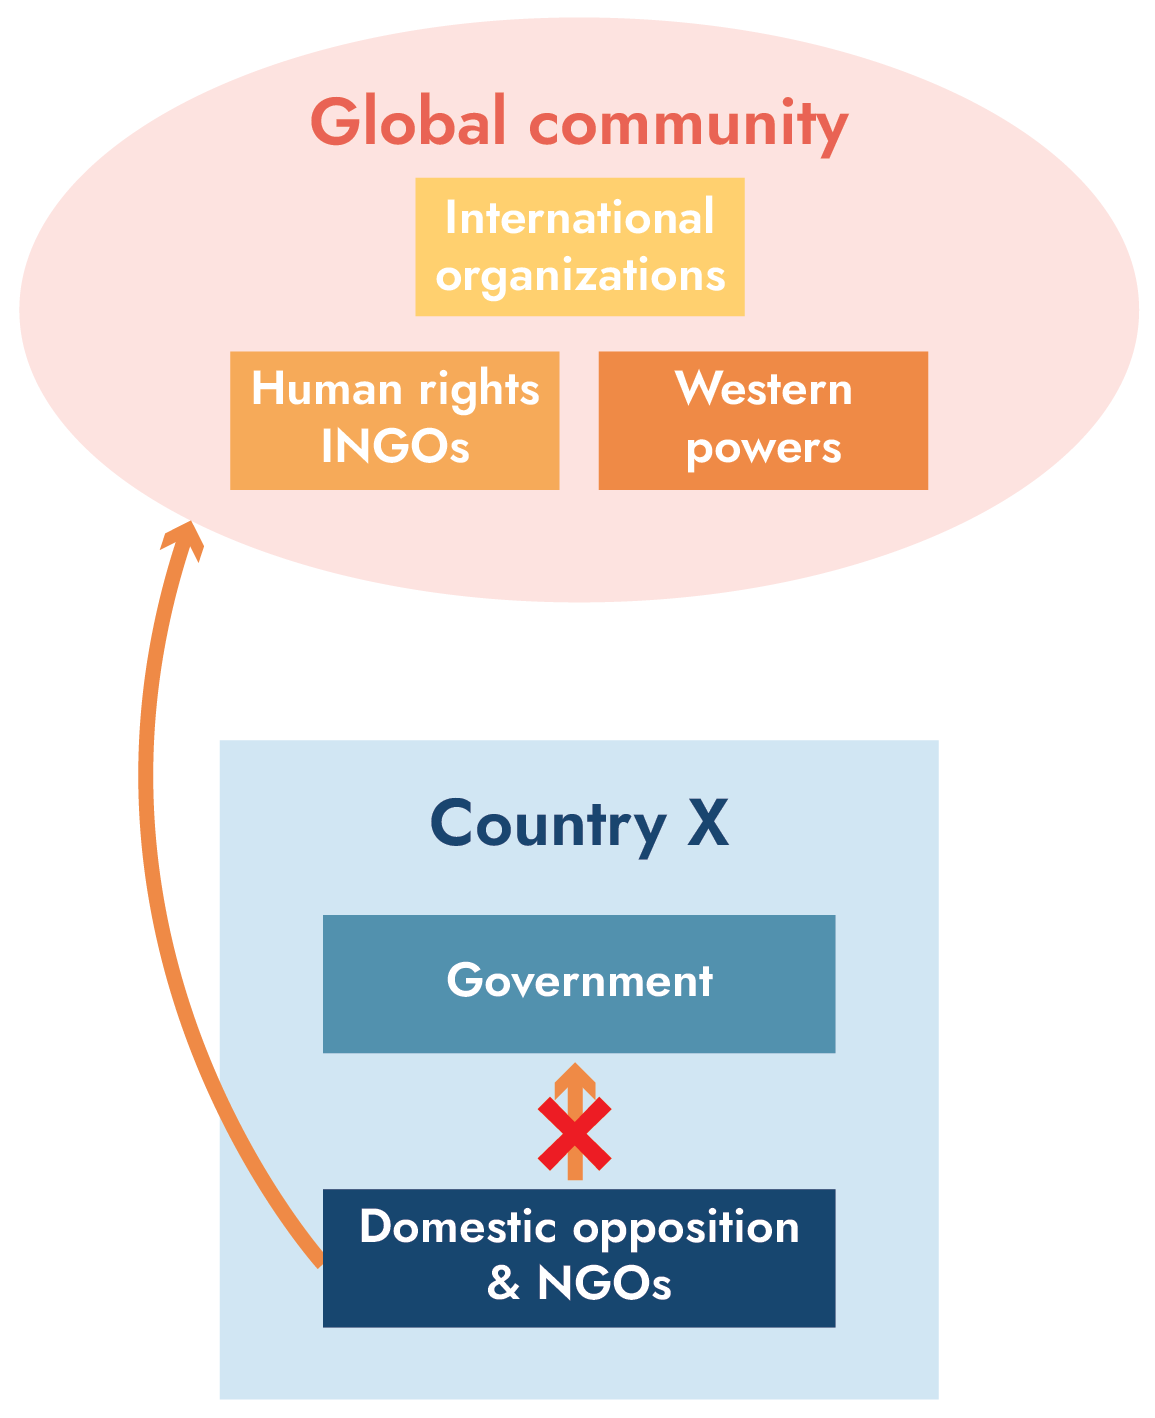 Global community
International
organizations
Human rights
INGOs
Western
powers
Country X
Government
Domestic opposition
& NGOs